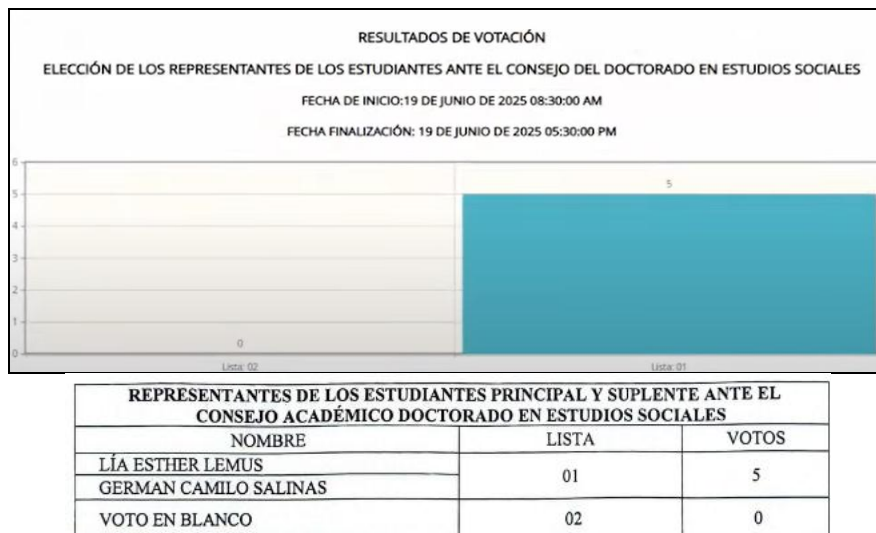 RESULTADOS DE VOTACIÓN
ELECCIÓN DE LOS REPRESENTANTES DE LOS ESTUDIANTES ANTE EL CONSEJO DEL DOCTORADO EN ESTUDIOS SOCIALES
FECHA DE INICIO:19 DE JUNIO DE 2025 08:30:00 AM
FECHA FINALIZACIÓN: 19 DE JUNIO DE 2025 05:30:00 PM
6
5
5
4
3
2
1
0
0
Lista: 02 Lista: 01
REPRESENTANTES DE LOS ESTUDIANTES PRINCIPAL Y SUPLENTE ANTE EL
CONSEJO ACADÉMICO DOCTORADO EN ESTUDIOS SOCIALES
NOMBRE LISTA VOTOS
LÍA ESTHER LEMUS
01 5
GERMAN CAMILO SALINAS
VOTO EN BLANCO 02 0